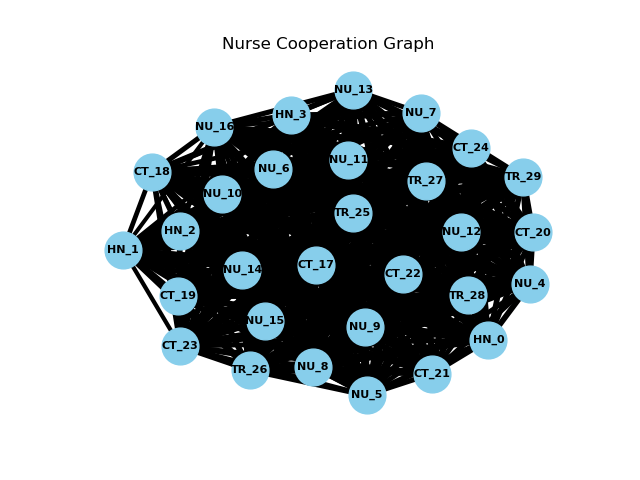 Nurse Cooperation Graph
NU_13
HN_3
NU_7
NU_16
CT_24
NU_11
NU_6
CT_18
TR_29
TR_27
NU_10
TR_25
HN_2
NU_12
CT_20
HN_1
CT_17
NU_14
CT_22
NU_4
CT_19
TR_28
NU_15
NU_9
HN_0
CT_23
NU_8
TR_26
CT_21
NU_5